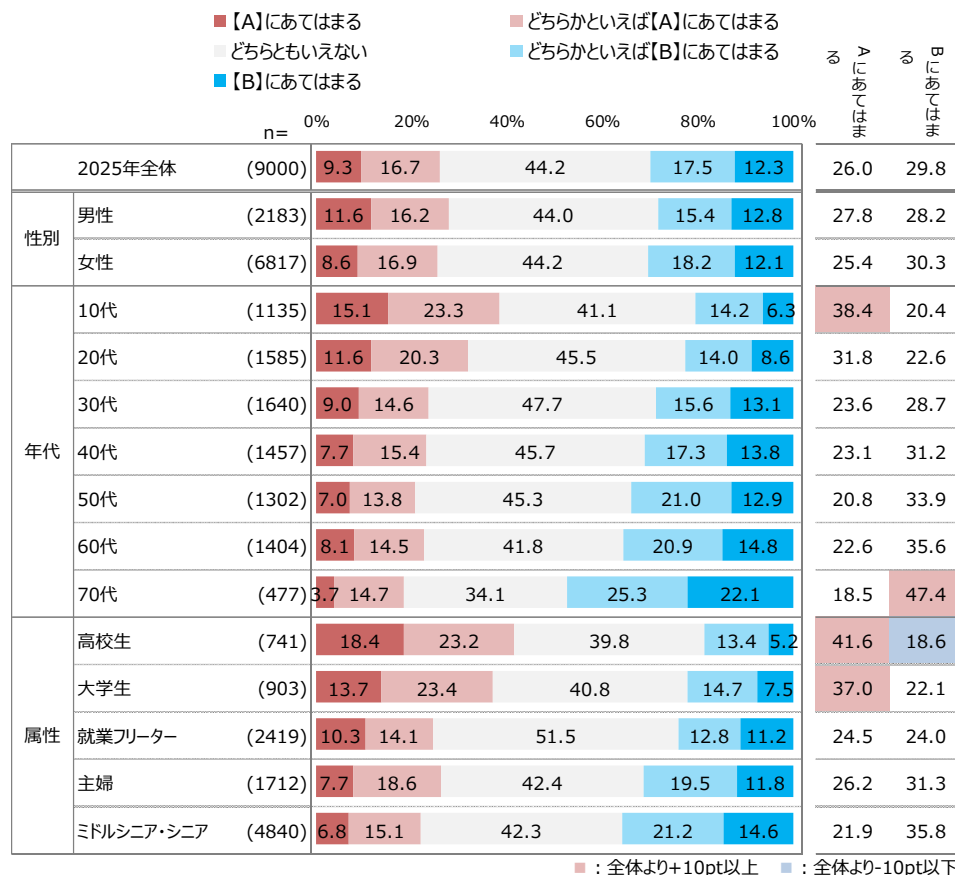 【A】にあてはまる どちらかといえば【A】にあてはまる
どちらともいえない どちらかといえば【B】にあてはまる
【B】にあてはまる
Aにあてはまる Bにあてはまる
n= 0% 20% 40% 60% 80% 100%
2025年全体 (9000) 9.3 16.7 44.2 17.5 12.3 26.0 29.8
性別
男性 (2183) 11.6 16.2 44.0 15.4 12.8 27.8 28.2
女性 (6817) 8.6 16.9 44.2 18.2 12.1 25.4 30.3
年代
10代 (1135) 15.1 23.3 41.1 14.2 6.3 38.4 20.4
20代 (1585) 11.6 20.3 45.5 14.0 8.6 31.8 22.6
30代 (1640) 9.0 14.6 47.7 15.6 13.1 23.6 28.7
40代 (1457) 7.7 15.4 45.7 17.3 13.8 23.1 31.2
50代 (1302) 7.0 13.8 45.3 21.0 12.9 20.8 33.9
60代 (1404) 8.1 14.5 41.8 20.9 14.8 22.6 35.6
70代 (477) 3.7 14.7 34.1 25.3 22.1 18.5 47.4
属性
高校生 (741) 18.4 23.2 39.8 13.4 5.2 41.6 18.6
大学生 (903) 13.7 23.4 40.8 14.7 7.5 37.0 22.1
就業フリーター (2419) 10.3 14.1 51.5 12.8 11.2 24.5 24.0
主婦 (1712) 7.7 18.6 42.4 19.5 11.8 26.2 31.3
ミドルシニア・シニア (4840) 6.8 15.1 42.3 21.2 14.6 21.9 35.8
：全体より+10pt以上 ：全体より-10pt以下